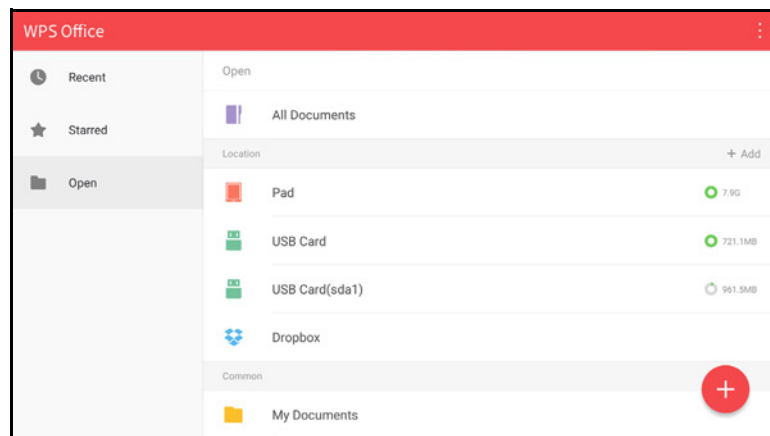 WPS Office
Recent
Starred
Open
Open
All Documents
Location
+ Add
Pad
7.9G
USB Card
721.1MB
USB Card(sda1)
961.5MB
Dropbox
Common
My Documents